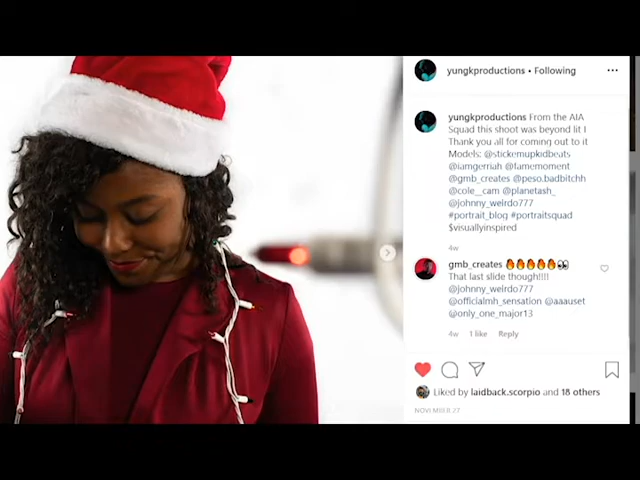 yungkproductions • Following
yungkproductions From the AIA
Squad this shoot was beyond lit I
Thank you all for coming out to it
Models: @stickemupkidbeats
@iamgerriah @famemoment
@gmb_creates @peso.badbitchh
@cole__cam @planetash_
@johnny_weirdo777
#portrait_blog #portraitsquad
$visuallyinspired
4w
gmb_creates 🔥🔥🔥🔥🔥👀
That last slide though!!!!
@johnny_weirdo777
@officialmh_sensation @aaauset
@only_one_major13
4w 1 like Reply
Liked by laidback.scorpio and 18 others
NOVEMBER 27